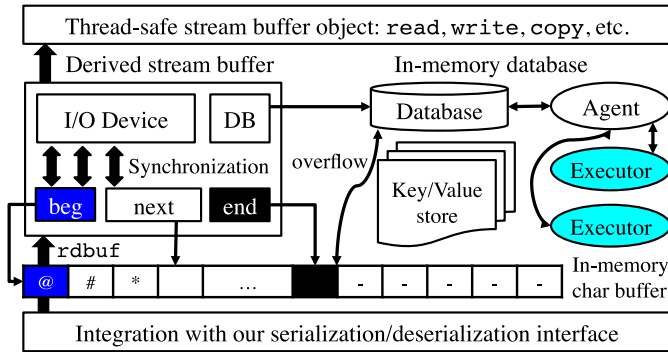 Thread-safe stream buffer object: read, write, copy, etc.
Derived stream buffer
In-memory database
I/O Device
DB
Database
Agent
Synchronization
overflow
Executor
beg
next
end
Key/Value
store
Executor
rdbuf
In-memory
char buffer
@ # * ... - - - - -
Integration with our serialization/deserialization interface